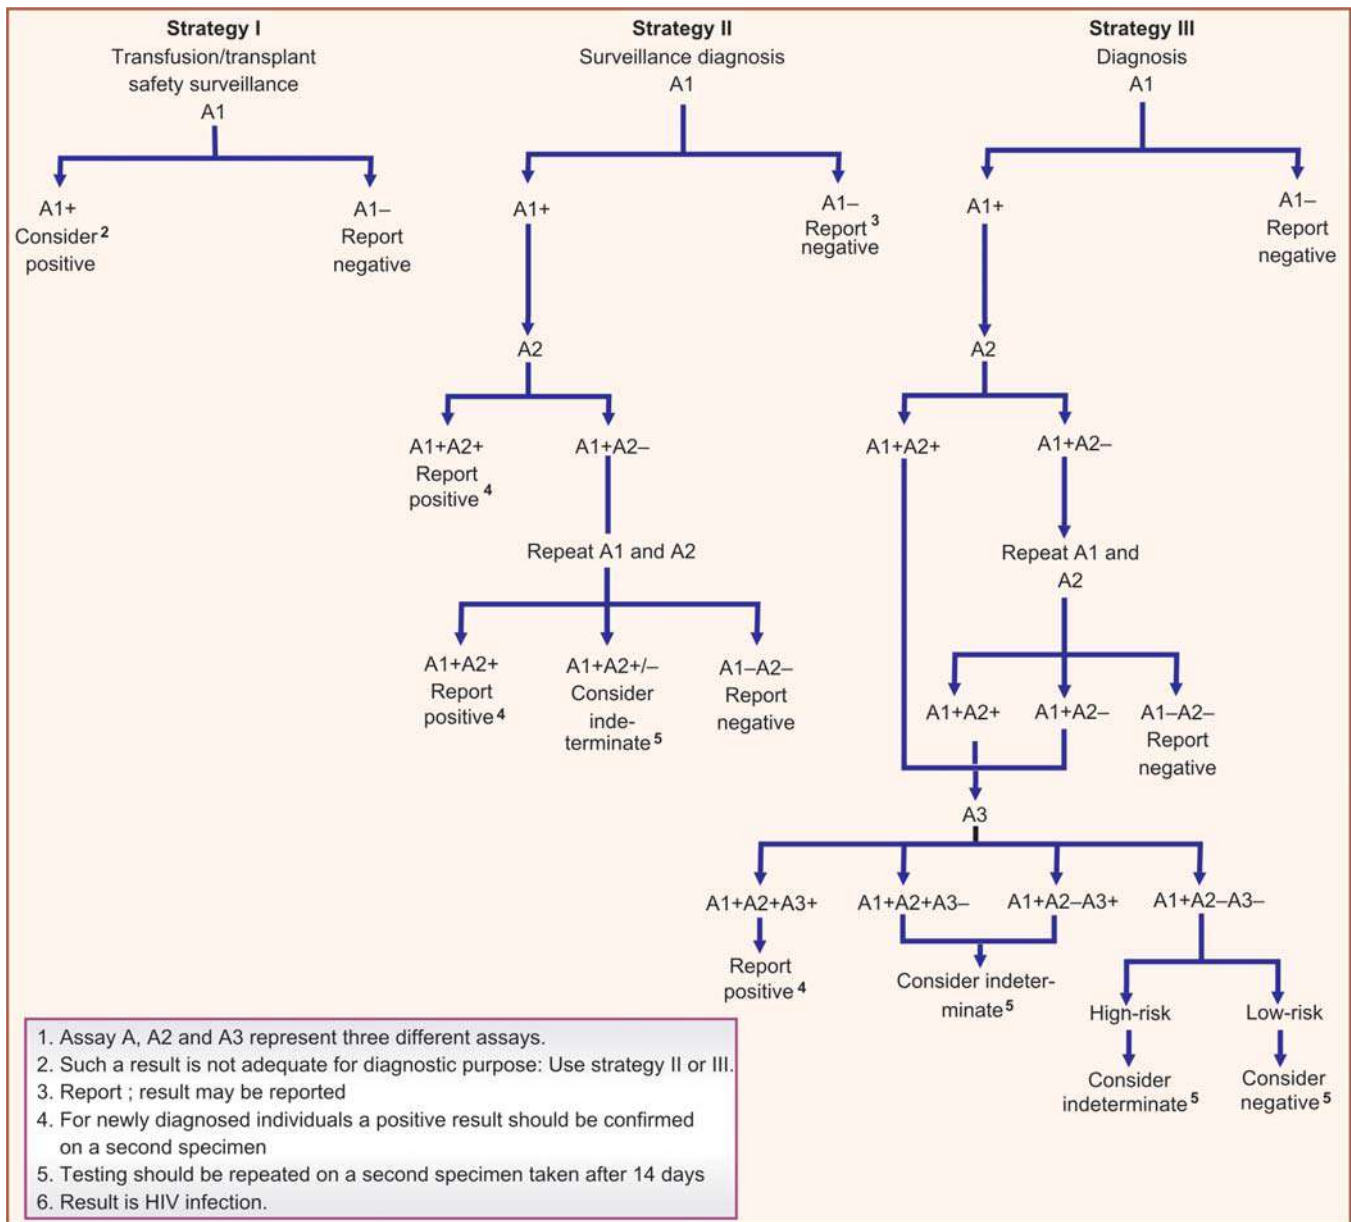 Strategy I
Transfusion/transplant
safety surveillance
A1
A1+
Consider 2
positive
A1–
Report
negative
Strategy II
Surveillance diagnosis
A1
A1+
A1–
Report 3
negative
A2
A1+A2+
Report
positive 4
A1+A2–
Repeat A1 and A2
A1+A2+
Report
positive 4
A1+A2+/–
Consider
inde-
terminate 5
A1–A2–
Report
negative
Strategy III
Diagnosis
A1
A1+
A1–
Report
negative
A2
A1+A2+
A1+A2–
Repeat A1 and
A2
A1+A2+
A1+A2–
A1–A2–
Report
negative
A3
A1+A2+A3+
A1+A2+A3–
A1+A2–A3+
A1+A2–A3–
Report
positive 4
Consider indeter-
minate 5
Hign-risk
Low-risk
Consider
indeterminate 5
Consider
negative 5
1. Assay A, A2 and A3 represent three different assays.
2. Such a result is not adequate for diagnostic purpose: Use strategy II or III.
3. Report ; result may be reported
4. For newly diagnosed individuals a positive result should be confirmed
on a second specimen
5. Testing should be repeated on a second specimen taken after 14 days
6. Result is HIV infection.